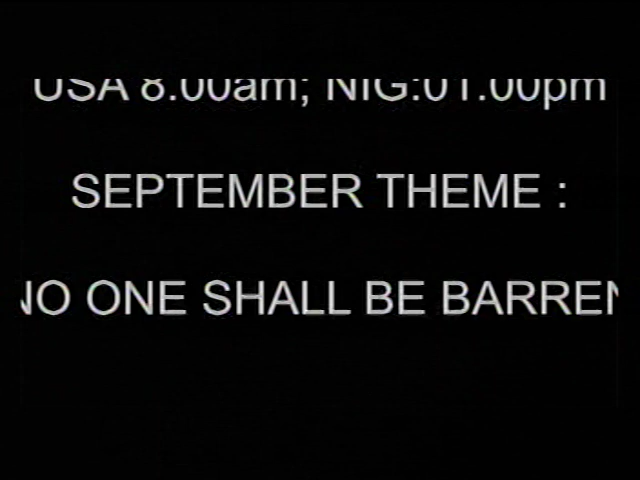 USA 8.00am; NIG:01.00pm
SEPTEMBER THEME :
NO ONE SHALL BE BARREN